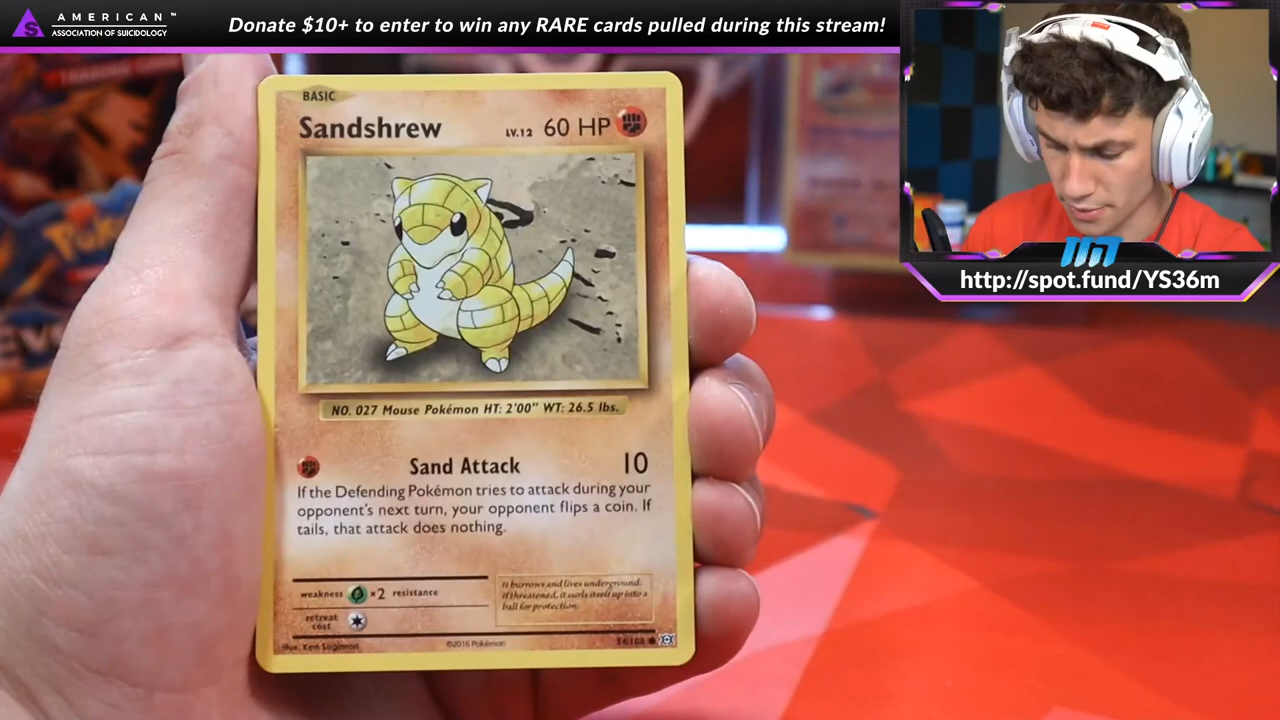 AMERICAN™
ASSOCIATION OF SUICIDOLOGY
Donate $10+ to enter to win any RARE cards pulled during this stream!
http://spot.fund/YS36m
BASIC
Sandshrew LV.12 60 HP
NO. 027 Mouse Pokémon HT: 2'00" WT: 26.5 lbs.
Sand Attack 10
If the Defending Pokémon tries to attack during your
opponent's next turn, your opponent flips a coin. If
tails, that attack does nothing.
weakness ×2 resistance
retreat
cost
It burrows and lives underground.
If threatened, it curls itself up into a
ball for protection.
Illus. Ken Sugimori
©2016 Pokémon
54/108